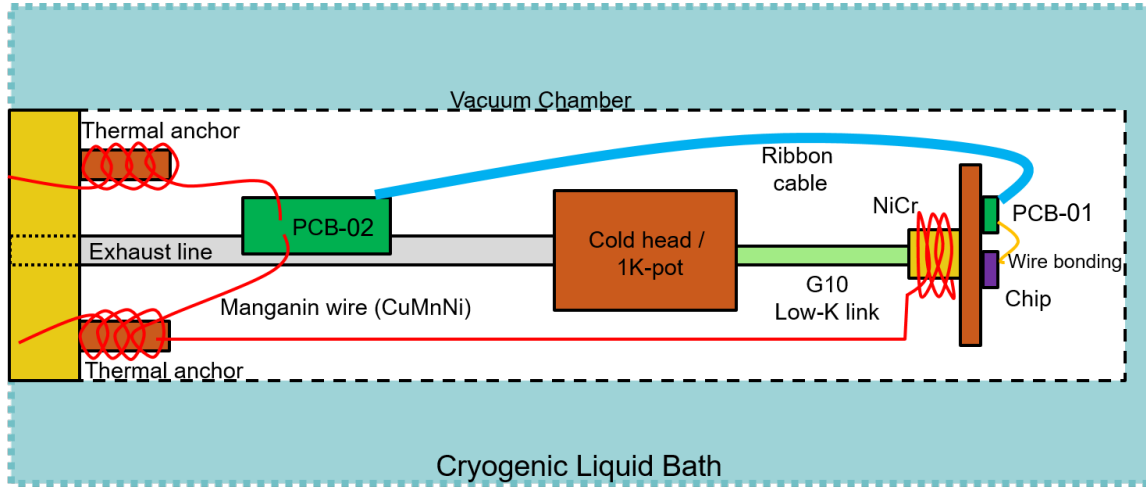 Vacuum Chamber
Thermal anchor
Ribbon
cable
NiCr
PCB-01
PCB-02
Cold head /
1K-pot
Exhaust line
Wire bonding
G10
Low-K link
Chip
Manganin wire (CuMnNi)
Thermal anchor
Cryogenic Liquid Bath